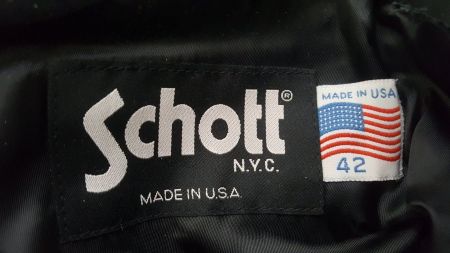 Schott®
N.Y.C.
MADE IN U.S.A.
MADE IN USA
42